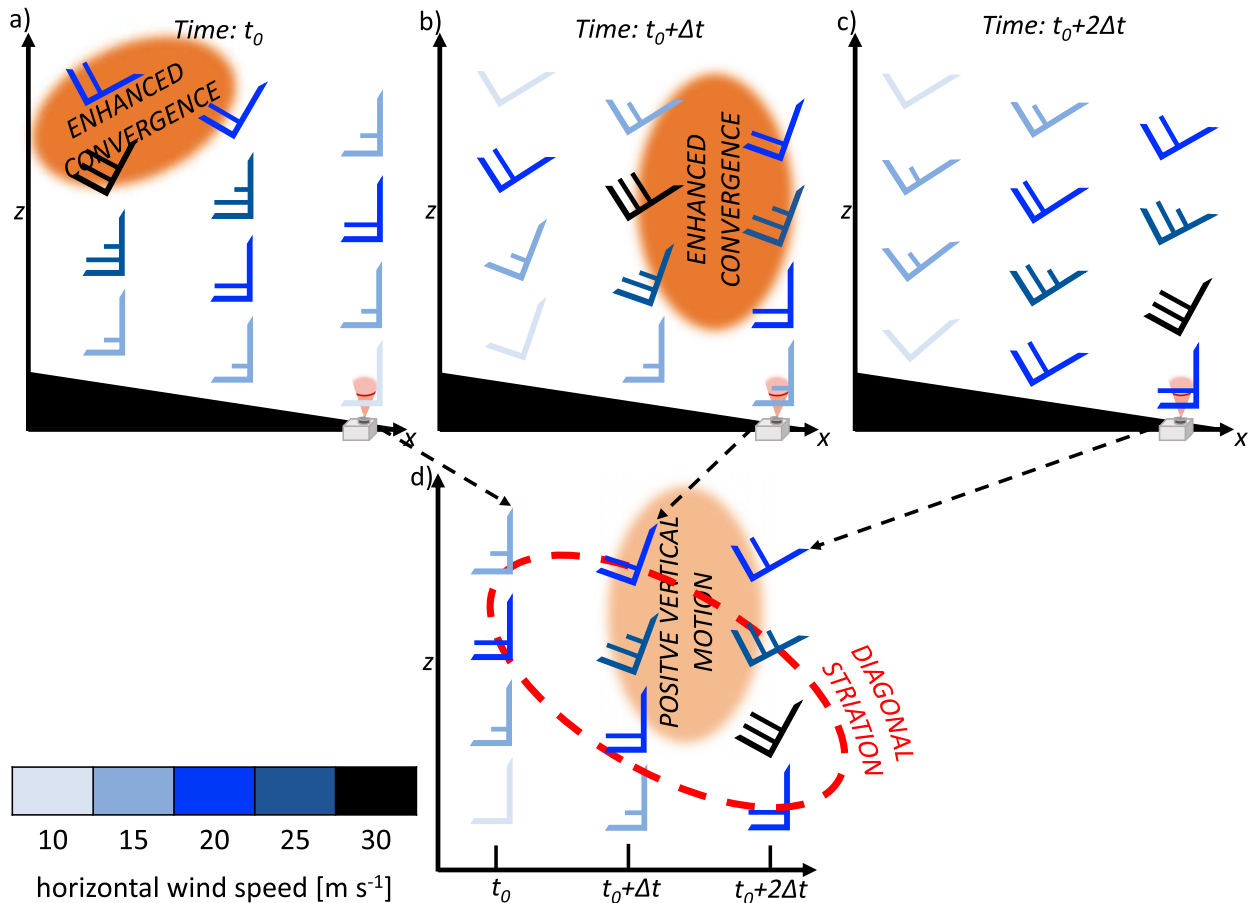 a)
Time: t₀
ENHANCED
CONVERGENCE
z
x
b)
Time: t₀+Δt
ENHANCED
CONVERGENCE
z
x
c)
Time: t₀+2Δt
z
x
d)
POSITIVE VERTICAL
MOTION
DIAGONAL
STRIATION
z
t₀
t₀+Δt
t₀+2Δt
10 15 20 25 30
horizontal wind speed [m s⁻¹]